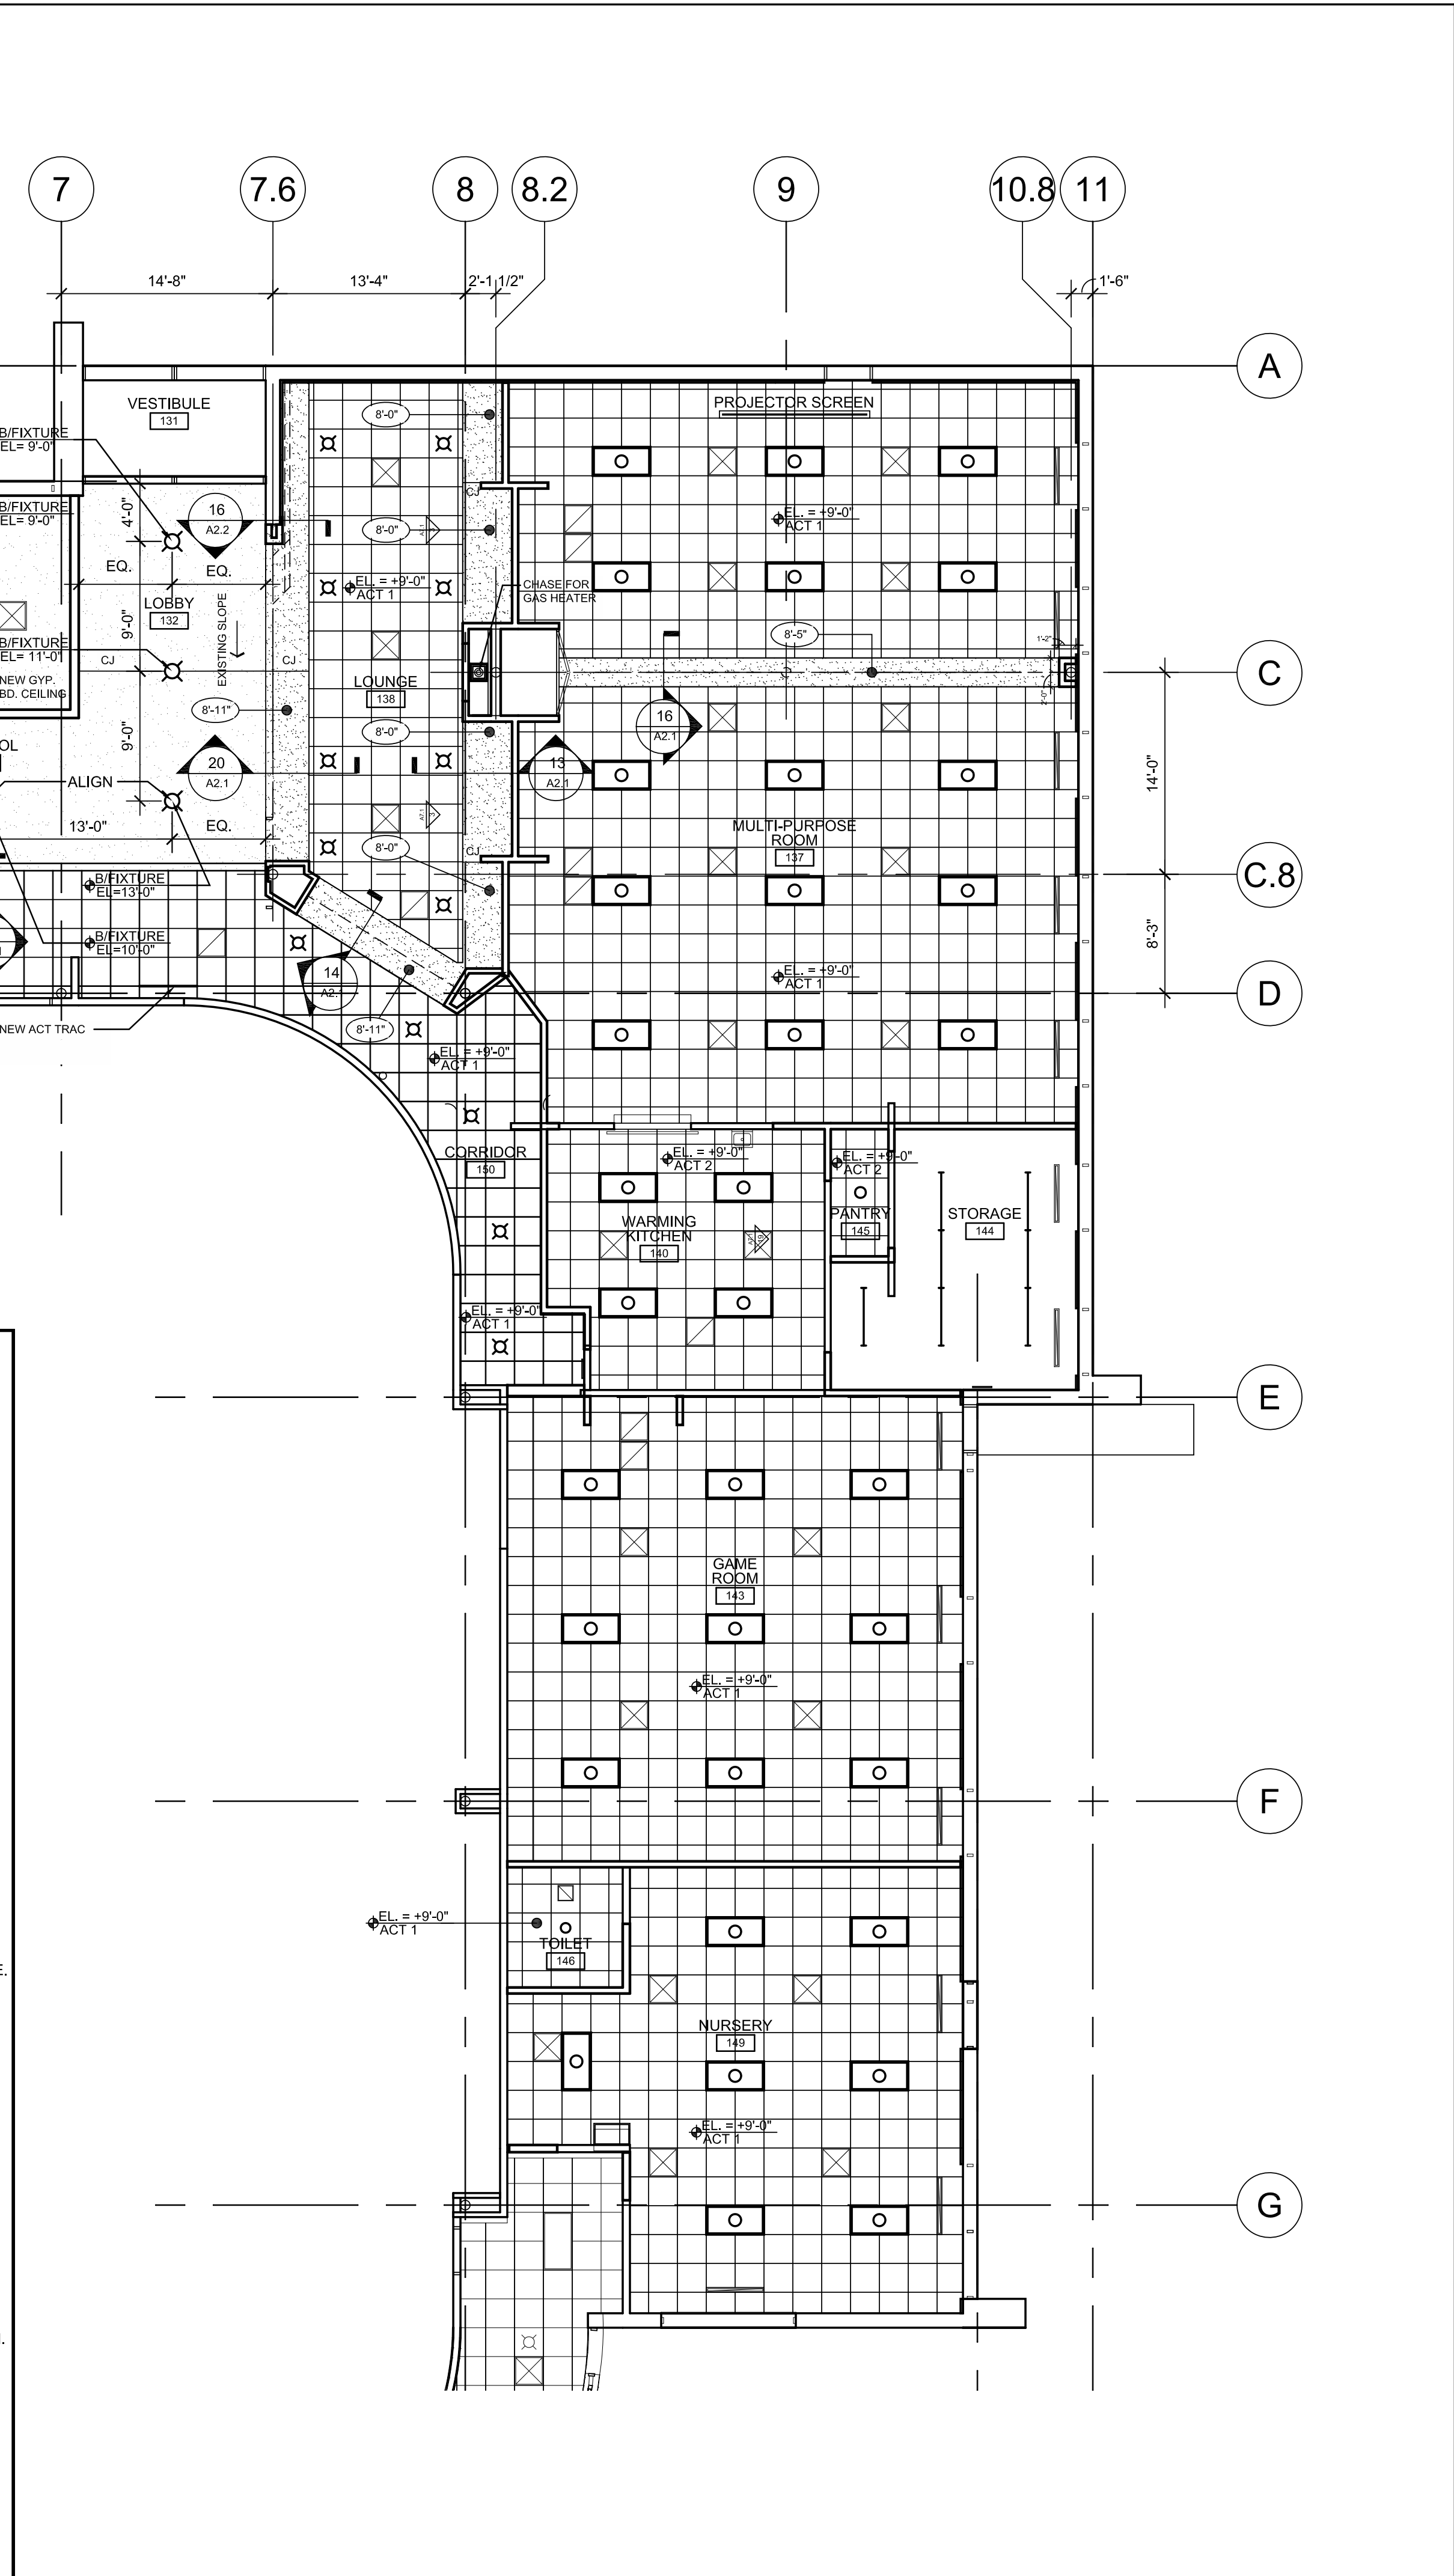 7
7.6
8
8.2
9
10.8
11
14'-8"
13'-4"
2'-1 1/2"
1'-6"
A
VESTIBULE
131
PROJECTOR SCREEN
8'-0"
B/FIXTURE
EL= 9'-0"
CJ
B/FIXTURE
EL= 9'-0"
4'-0"
16
A2.2
8'-0"
EL. = +9'-0"
ACT 1
EQ.
EQ.
EL. = +9'-0"
ACT 1
CHASE FOR
GAS HEATER
LOBBY
132
EXISTING SLOPE
9'-0"
B/FIXTURE
EL= 11'-0"
8'-5"
1'-2"
CJ
CJ
C
NEW GYP.
BD. CEILING
LOUNGE
138
2'-0"
8'-11"
16
A2.1
9'-0"
8'-0"
OL
20
A2.1
13
A2.1
ALIGN
14'-0"
13'-0"
EQ.
MULTI-PURPOSE
ROOM
137
8'-0"
CJ
B/FIXTURE
EL=13'-0"
C.8
B/FIXTURE
EL=10'-0"
8'-3"
14
A2.1
EL. = +9'-0"
ACT 1
D
NEW ACT TRAC
8'-11"
EL. = +9'-0"
ACT 1
CORRIDOR
150
EL. = +9'-0"
ACT 2
EL. = +9'-0"
ACT 2
WARMING
KITCHEN
140
PANTRY
145
STORAGE
144
EL. = +9'-0"
ACT 1
E
GAME
ROOM
143
EL. = +9'-0"
ACT 1
F
EL. = +9'-0"
ACT 1
TOILET
146
E.
NURSERY
149
EL. = +9'-0"
ACT 1
G